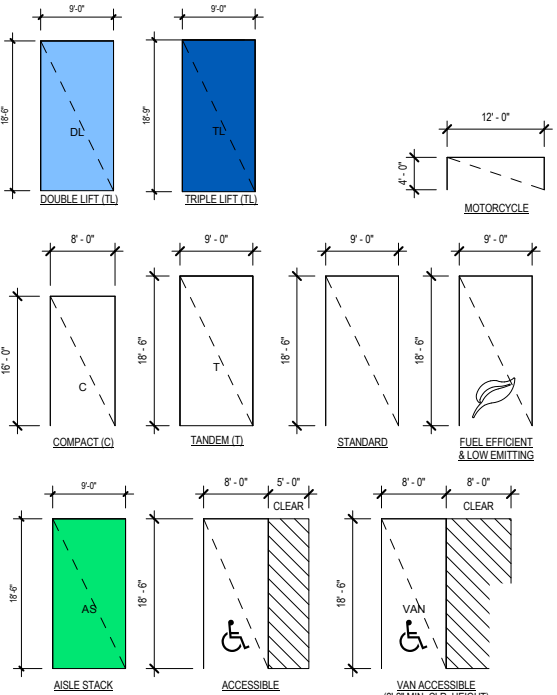 9'-0"
9'-0"
18'-6"
DL
DOUBLE LIFT (TL)
18'-9"
TL
TRIPLE LIFT (TL)
12' - 0"
4' - 0"
MOTORCYCLE
8' - 0"
9' - 0"
9' - 0"
9' - 0"
16' - 0"
C
COMPACT (C)
18' - 6"
T
TANDEM (T)
18' - 6"
STANDARD
18' - 6"
FUEL EFFICIENT
& LOW EMITTING
9'-0"
8' - 0"
5' - 0"
CLEAR
8' - 0"
8' - 0"
CLEAR
18'-6"
AS
AISLE STACK
18' - 6"
ACCESSIBLE
18' - 6"
VAN
VAN ACCESSIBLE